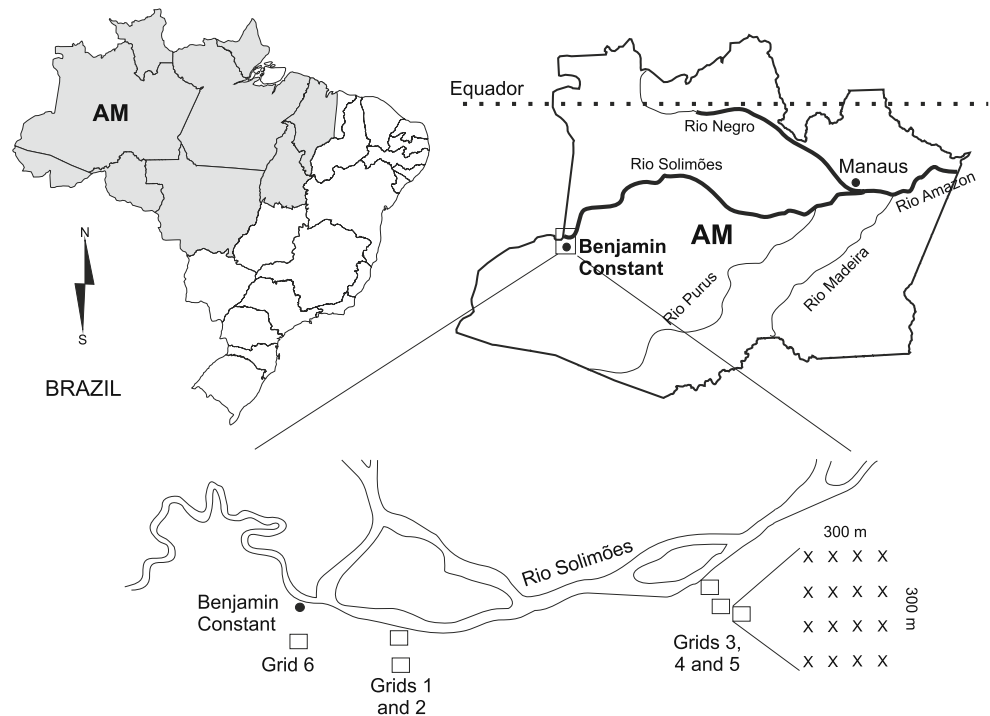 AM
N
S
BRAZIL
Equador
Rio Negro
Rio Solimões
Manaus
Rio Amazon
AM
Benjamin
Constant
Rio Purus
Rio Madeira
Rio Solimões
Benjamin
Constant
Grid 6
Grids 1
and 2
Grids 3,
4 and 5
300 m
X X X X
X X X X
X X X X
X X X X
300 m